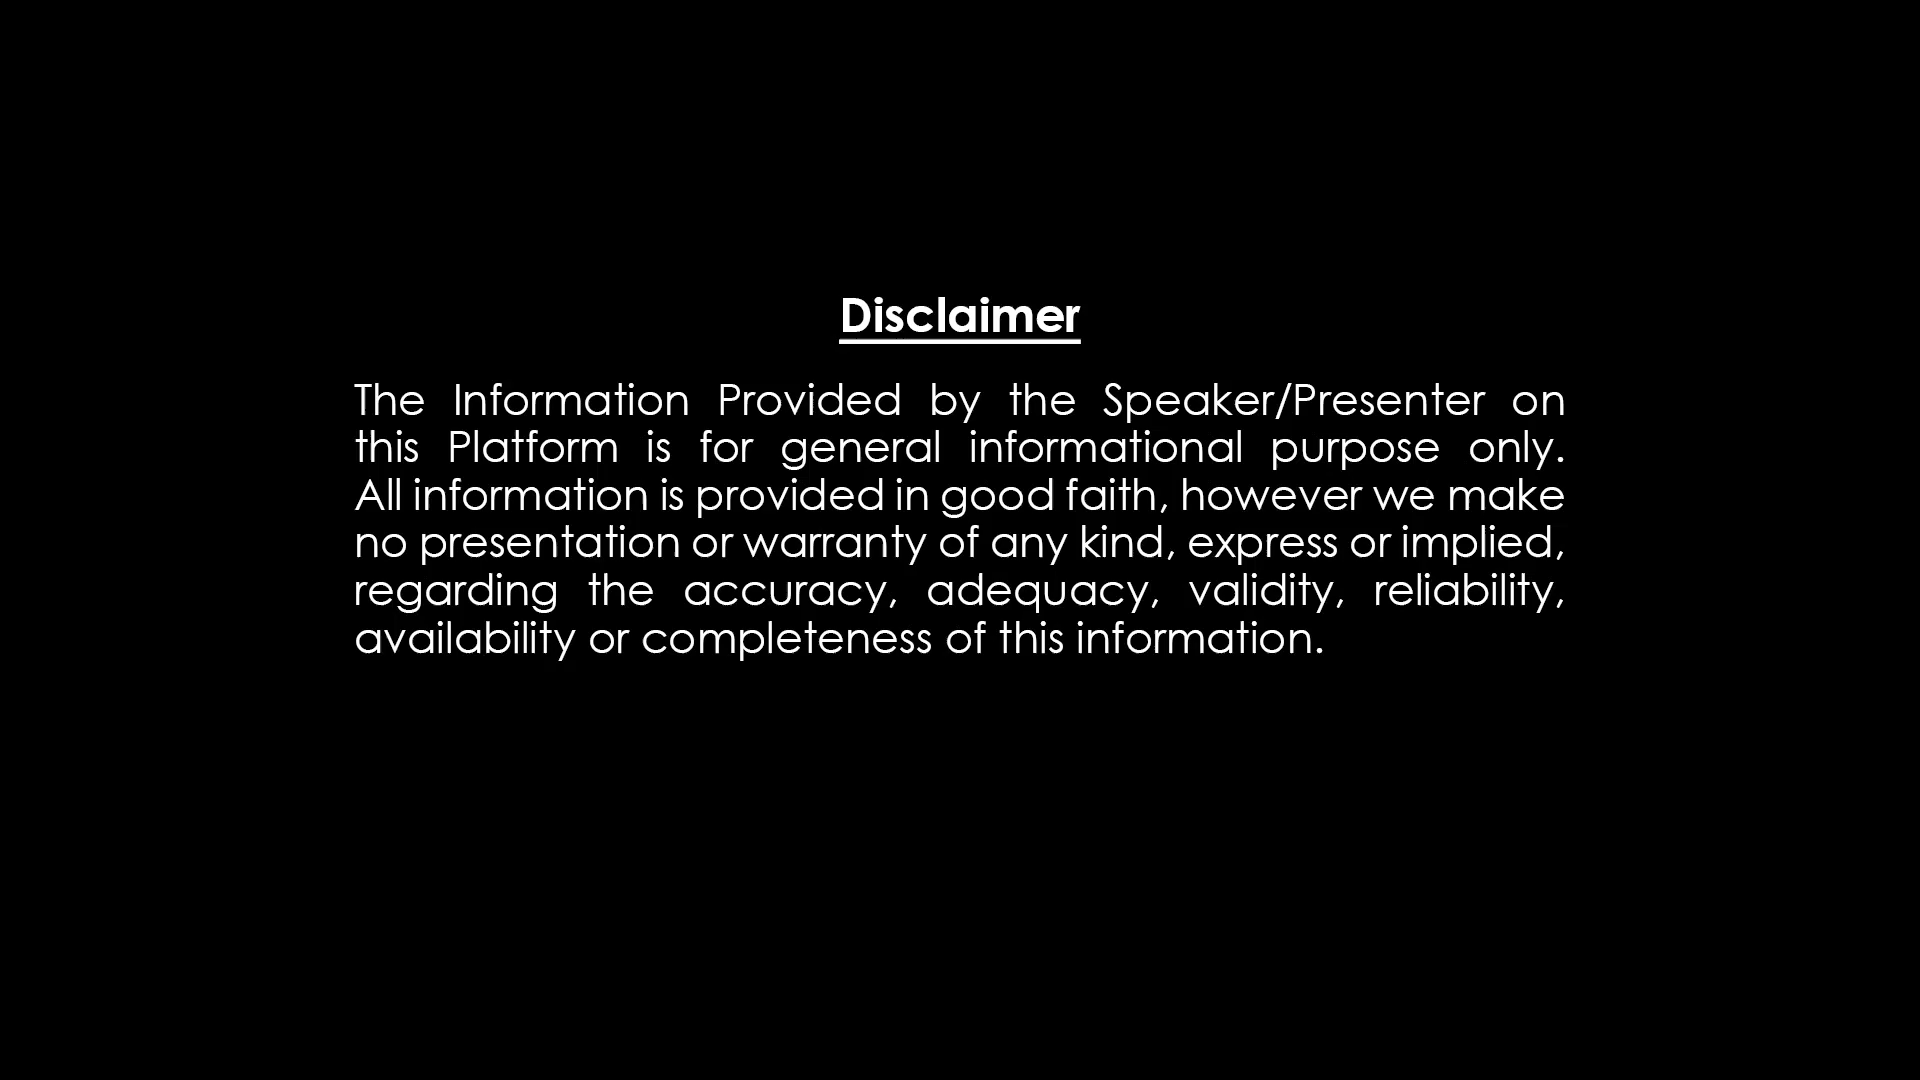 Disclaimer
The Information Provided by the Speaker/Presenter on
this Platform is for general informational purpose only.
All information is provided in good faith, however we make
no presentation or warranty of any kind, express or implied,
regarding the accuracy, adequacy, validity, reliability,
availability or completeness of this information.